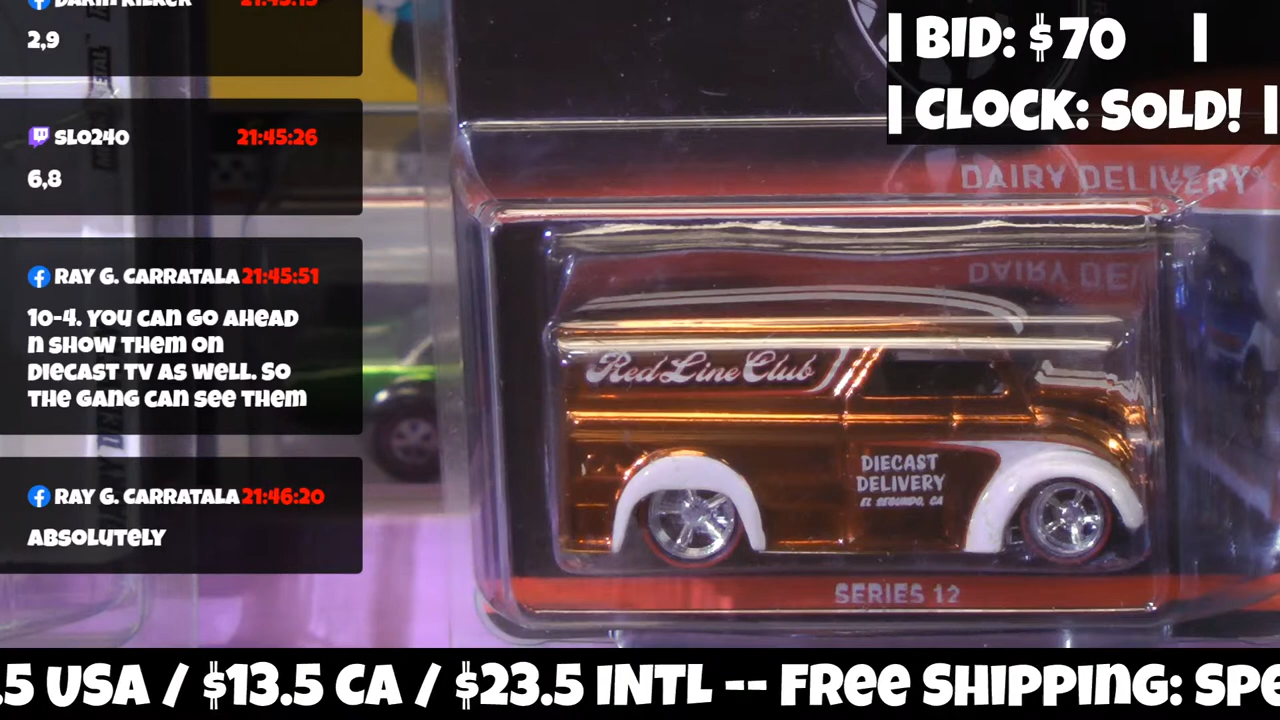 2,9
SLO240 21:45:26
6,8
RAY G. CARRATALA 21:45:51
10-4. YOU CAN GO AHEAD
N SHOW THEM ON
DIECAST TV AS WELL. SO
THE GANG CAN SEE THEM
RAY G. CARRATALA 21:46:20
ABSOLUTELY
| BID: $70 |
| CLOCK: SOLD! |
DAIRY DELIVERY
Red Line Club
DIECAST
DELIVERY
EL SEGUNDO, CA
SERIES 12
.5 USA / $13.5 CA / $23.5 INTL -- FREE SHIPPING: SPE